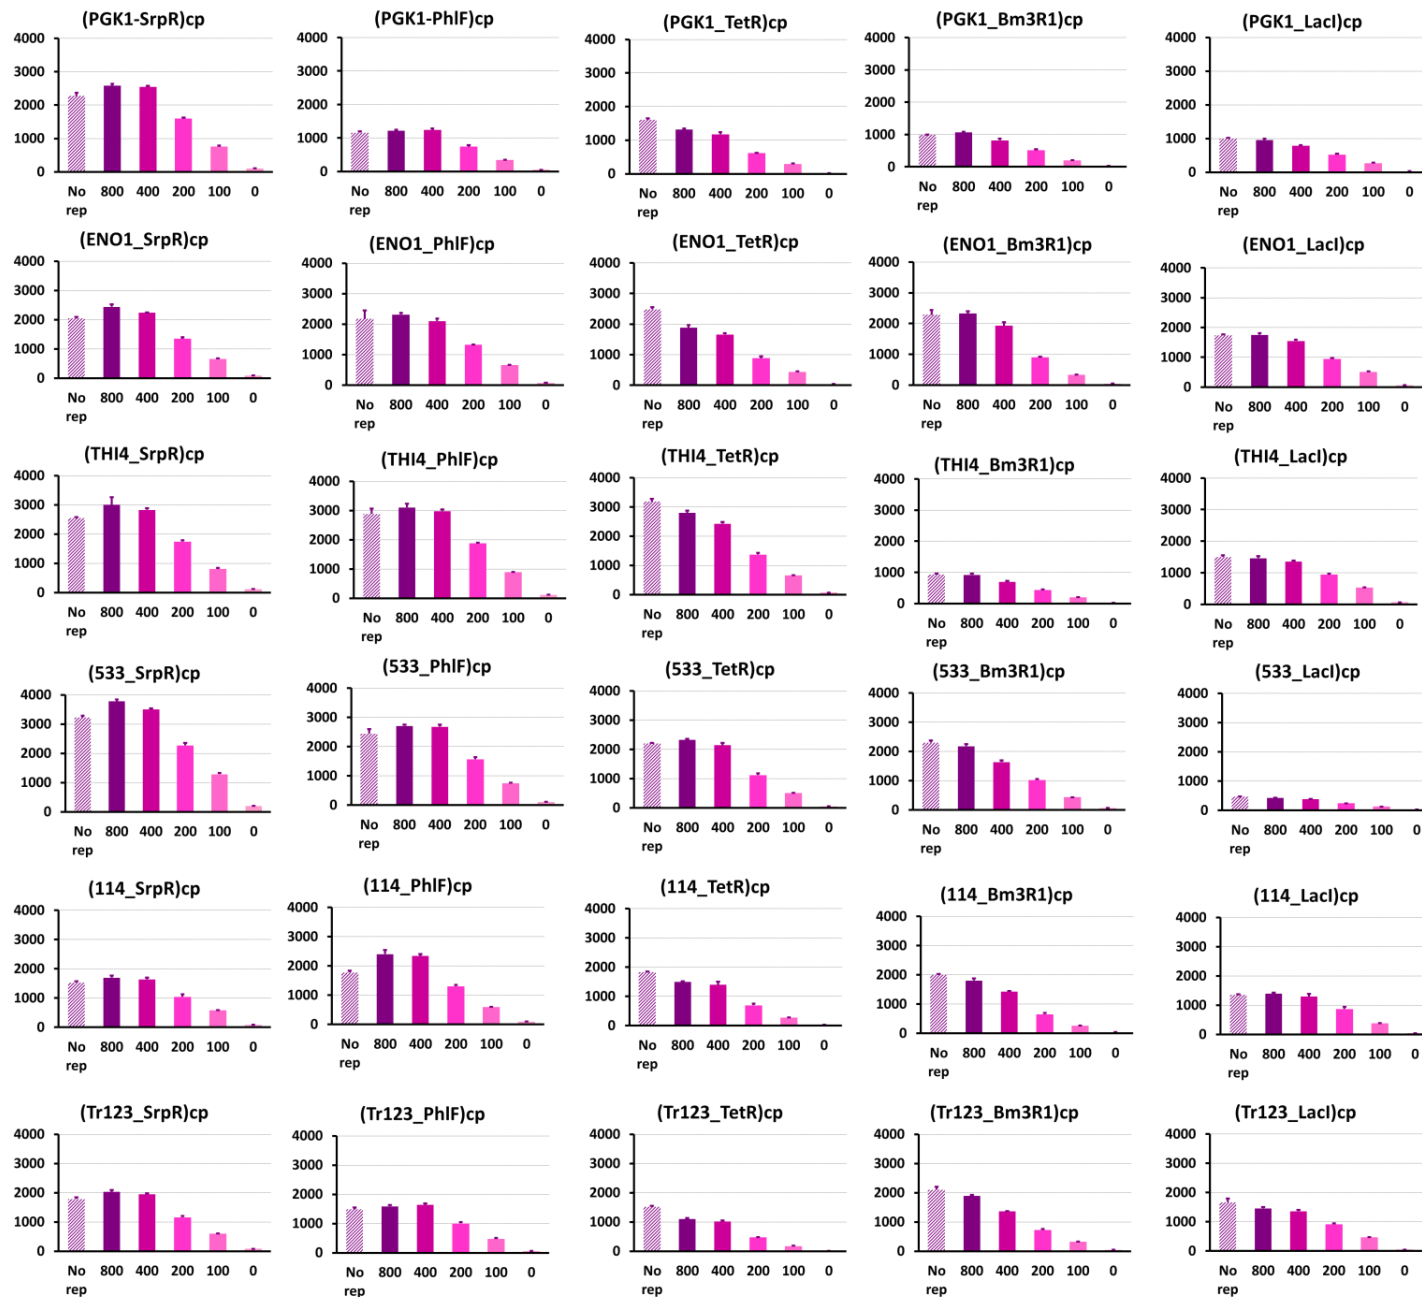 (PGK1-SrpR)cp
4000
3000
2000
1000
0
No rep 800 400 200 100 0
(PGK1-PhlF)cp
4000
3000
2000
1000
0
No rep 800 400 200 100 0
(PGK1_TetR)cp
4000
3000
2000
1000
0
No rep 800 400 200 100 0
(PGK1_Bm3R1)cp
4000
3000
2000
1000
0
No rep 800 400 200 100 0
(PGK1_LacI)cp
4000
3000
2000
1000
0
No rep 800 400 200 100 0
(ENO1_SrpR)cp
4000
3000
2000
1000
0
No rep 800 400 200 100 0
(ENO1_PhlF)cp
4000
3000
2000
1000
0
No rep 800 400 200 100 0
(ENO1_TetR)cp
4000
3000
2000
1000
0
No rep 800 400 200 100 0
(ENO1_Bm3R1)cp
4000
3000
2000
1000
0
No rep 800 400 200 100 0
(ENO1_LacI)cp
4000
3000
2000
1000
0
No rep 800 400 200 100 0
(THI4_SrpR)cp
4000
3000
2000
1000
0
No rep 800 400 200 100 0
(THI4_PhlF)cp
4000
3000
2000
1000
0
No rep 800 400 200 100 0
(THI4_TetR)cp
4000
3000
2000
1000
0
No rep 800 400 200 100 0
(THI4_Bm3R1)cp
4000
3000
2000
1000
0
No rep 800 400 200 100 0
(THI4_LacI)cp
4000
3000
2000
1000
0
No rep 800 400 200 100 0
(533_SrpR)cp
4000
3000
2000
1000
0
No rep 800 400 200 100 0
(533_PhlF)cp
4000
3000
2000
1000
0
No rep 800 400 200 100 0
(533_TetR)cp
4000
3000
2000
1000
0
No rep 800 400 200 100 0
(533_Bm3R1)cp
4000
3000
2000
1000
0
No rep 800 400 200 100 0
(533_LacI)cp
4000
3000
2000
1000
0
No rep 800 400 200 100 0
(114_SrpR)cp
4000
3000
2000
1000
0
No rep 800 400 200 100 0
(114_PhlF)cp
4000
3000
2000
1000
0
No rep 800 400 200 100 0
(114_TetR)cp
4000
3000
2000
1000
0
No rep 800 400 200 100 0
(114_Bm3R1)cp
4000
3000
2000
1000
0
No rep 800 400 200 100 0
(114_LacI)cp
4000
3000
2000
1000
0
No rep 800 400 200 100 0
(Tr123_SrpR)cp
4000
3000
2000
1000
0
No rep 800 400 200 100 0
(Tr123_PhlF)cp
4000
3000
2000
1000
0
No rep 800 400 200 100 0
(Tr123_TetR)cp
4000
3000
2000
1000
0
No rep 800 400 200 100 0
(Tr123_Bm3R1)cp
4000
3000
2000
1000
0
No rep 800 400 200 100 0
(Tr123_LacI)cp
4000
3000
2000
1000
0
No rep 800 400 200 100 0